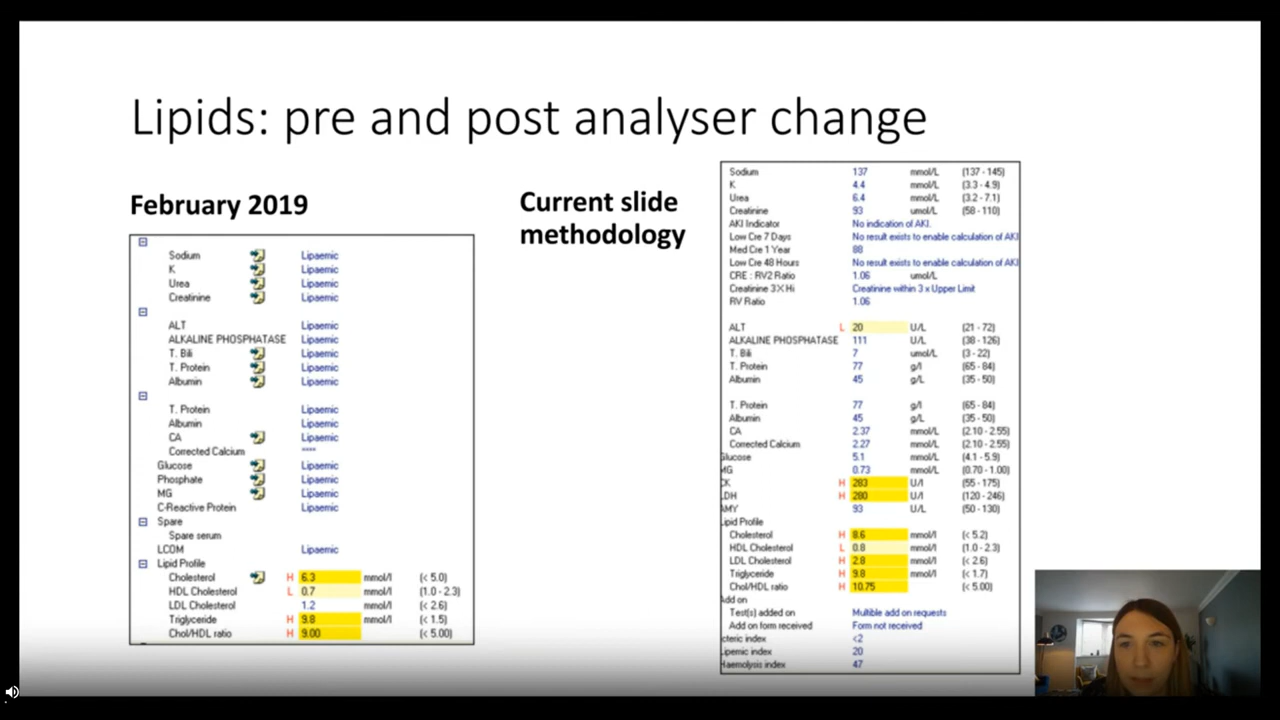 Lipids: pre and post analyser change
February 2019
Sodium Lipaemic
K Lipaemic
Urea Lipaemic
Creatinine Lipaemic
ALT Lipaemic
ALKALINE PHOSPHATASE Lipaemic
T. Bili Lipaemic
T. Protein Lipaemic
Albumin Lipaemic
T. Protein Lipaemic
Albumin Lipaemic
CA Lipaemic
Corrected Calcium ****
Glucose Lipaemic
Phosphate Lipaemic
MG Lipaemic
C-Reactive Protein Lipaemic
Spare
Spare serum
LCOM Lipaemic
Lipid Profile
Cholesterol H 6.3 mmol/l (< 5.0)
HDL Cholesterol L 0.7 mmol/l (1.0 - 2.3)
LDL Cholesterol 1.2 mmol/l (< 2.6)
Triglyceride H 9.8 mmol/l (< 1.5)
Chol/HDL ratio H 9.00 (< 5.00)
Current slide
methodology
Sodium 137 mmol/L (137 - 145)
K 4.4 mmol/L (3.3 - 4.9)
Urea 6.4 mmol/L (3.2 - 7.1)
Creatinine 93 umol/L (58 - 110)
AKI Indicator No indication of AKI.
Low Cre 7 Days No result exists to enable calculation of AKI
Med Cre 1 Year 88
Low Cre 48 Hours No result exists to enable calculation of AKI
CRE : RV2 Ratio 1.06 umol/L
Creatinine 3X Hi Creatinine within 3 x Upper Limit
RV Ratio 1.06
ALT L 20 U/L (21 - 72)
ALKALINE PHOSPHATASE 111 U/L (38 - 126)
T. Bili 7 umol/L (3 - 22)
T. Protein 77 g/l (65 - 84)
Albumin 45 g/L (35 - 50)
T. Protein 77 g/l (65 - 84)
Albumin 45 g/L (35 - 50)
CA 2.37 mmol/L (2.10 - 2.55)
Corrected Calcium 2.27 mmol/L (2.10 - 2.55)
Glucose 5.1 mmol/L (4.1 - 5.9)
MG 0.73 mmol/L (0.70 - 1.00)
CK H 283 U/l (55 - 175)
LDH H 280 U/l (120 - 246)
AMY 93 U/L (50 - 130)
Lipid Profile
Cholesterol H 8.6 mmol/l (< 5.2)
HDL Cholesterol L 0.8 mmol/l (1.0 - 2.3)
LDL Cholesterol H 2.8 mmol/l (< 2.6)
Triglyceride H 9.8 mmol/l (< 1.7)
Chol/HDL ratio H 10.75 (< 5.00)
Add on
Test(s) added on Multible add on requests
Add on form received Form not received
cteric index <2
Lipemic index 20
Haemolysis index 47